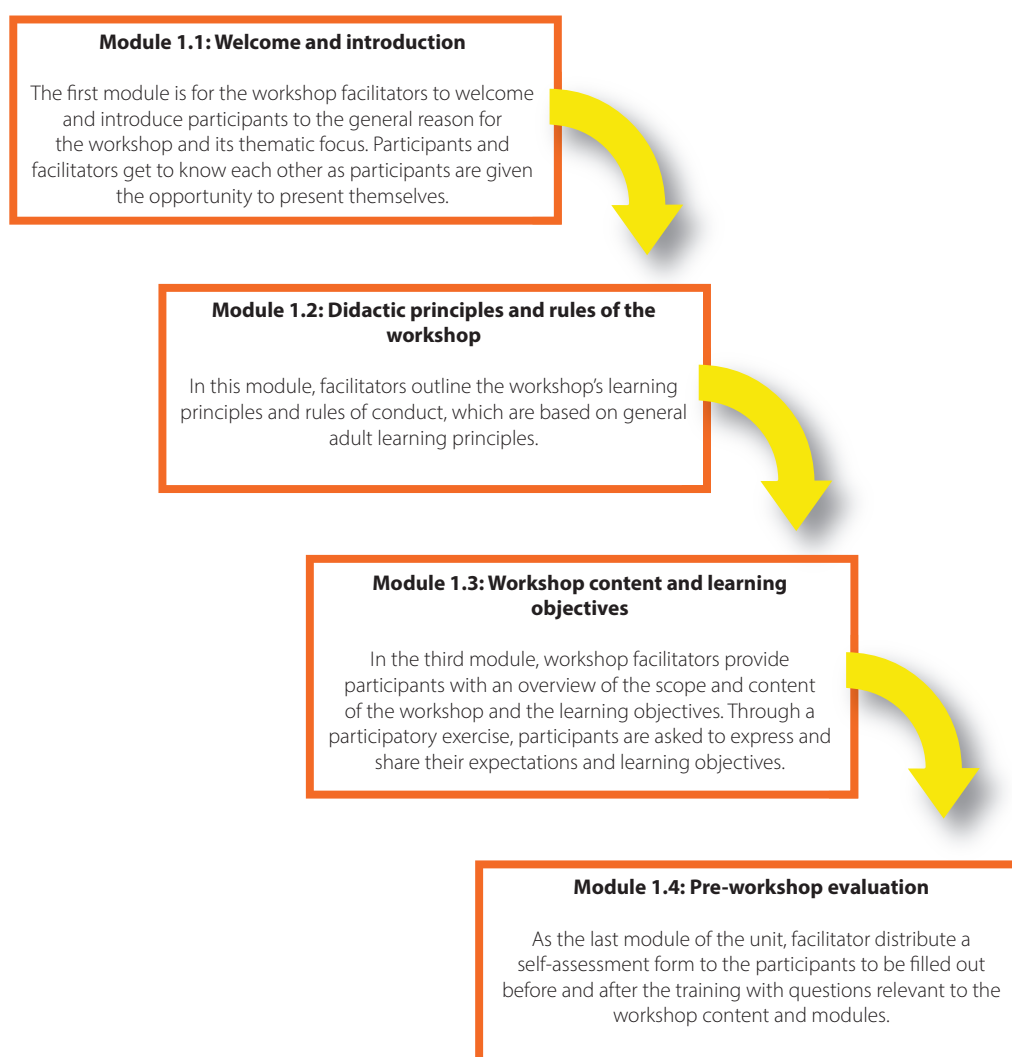 Module 1.1: Welcome and introduction
The first module is for the workshop facilitators to welcome
and introduce participants to the general reason for
the workshop and its thematic focus. Participants and
facilitators get to know each other as participants are given
the opportunity to present themselves.
Module 1.2: Didactic principles and rules of the
workshop
In this module, facilitators outline the workshop’s learning
principles and rules of conduct, which are based on general
adult learning principles.
Module 1.3: Workshop content and learning
objectives
In the third module, workshop facilitators provide
participants with an overview of the scope and content
of the workshop and the learning objectives. Through a
participatory exercise, participants are asked to express and
share their expectations and learning objectives.
Module 1.4: Pre-workshop evaluation
As the last module of the unit, facilitator distribute a
self-assessment form to the participants to be filled out
before and after the training with questions relevant to the
workshop content and modules.